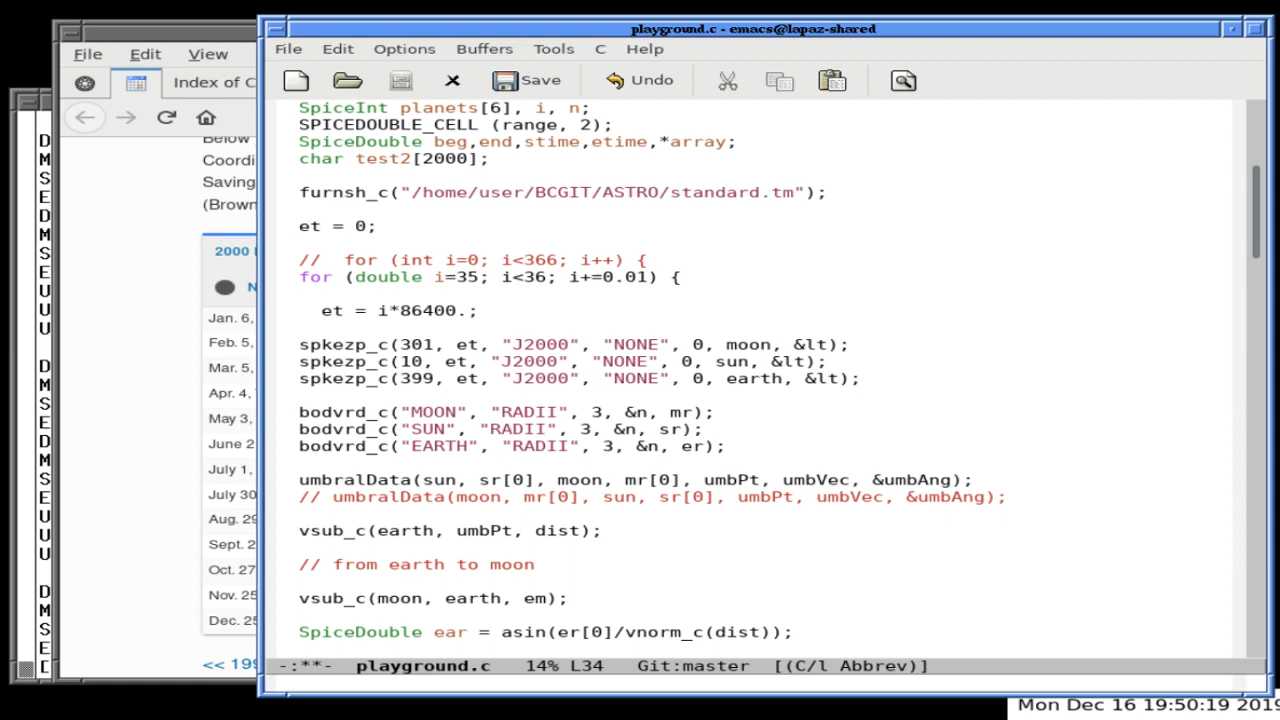 playground.c - emacs@lapaz-shared
File Edit View
File Edit Options Buffers Tools C Help
Index of C
Save Undo
SpiceInt planets[6], i, n;
SPICEDOUBLE_CELL (range, 2);
SpiceDouble beg,end,stime,etime,*array;
char test2[2000];
furnsh_c("/home/user/BCGIT/ASTRO/standard.tm");
et = 0;
//  for (int i=0; i<366; i++) {
for (double i=35; i<36; i+=0.01) {
et = i*86400.;
spkezp_c(301, et, "J2000", "NONE", 0, moon, &lt);
spkezp_c(10, et, "J2000", "NONE", 0, sun, &lt);
spkezp_c(399, et, "J2000", "NONE", 0, earth, &lt);
bodvrd_c("MOON", "RADII", 3, &n, mr);
bodvrd_c("SUN", "RADII", 3, &n, sr);
bodvrd_c("EARTH", "RADII", 3, &n, er);
umbralData(sun, sr[0], moon, mr[0], umbPt, umbVec, &umbAng);
// umbralData(moon, mr[0], sun, sr[0], umbPt, umbVec, &umbAng);
vsub_c(earth, umbPt, dist);
// from earth to moon
vsub_c(moon, earth, em);
SpiceDouble ear = asin(er[0]/vnorm_c(dist));
-:**-  playground.c   14% L34   Git:master  [(C/l Abbrev)]
Below
Coordi
Saving
(Brown
2000
N
Jan. 6,
Feb. 5,
Mar. 5,
Apr. 4,
May 3,
June 2
July 1,
July 30
Aug. 29
Sept. 2
Oct. 27
Nov. 25
Dec. 25
<< 199
D
M
S
E
D
M
S
E
U
U
U
D
M
S
E
D
M
S
E
U
U
U
D
M
S
E
Mon Dec 16 19:50:19 2019